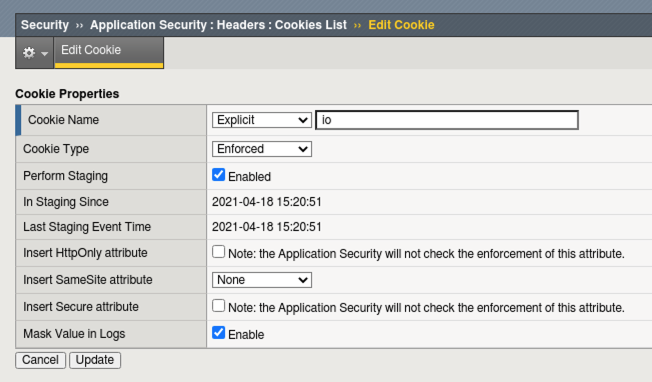 Security ›› Application Security : Headers : Cookies List ›› Edit Cookie
Edit Cookie
Cookie Properties
Cookie Name Explicit io
Cookie Type Enforced
Perform Staging Enabled
In Staging Since 2021-04-18 15:20:51
Last Staging Event Time 2021-04-18 15:20:51
Insert HttpOnly attribute Note: the Application Security will not check the enforcement of this attribute.
Insert SameSite attribute None
Insert Secure attribute Note: the Application Security will not check the enforcement of this attribute.
Mask Value in Logs Enable
Cancel Update